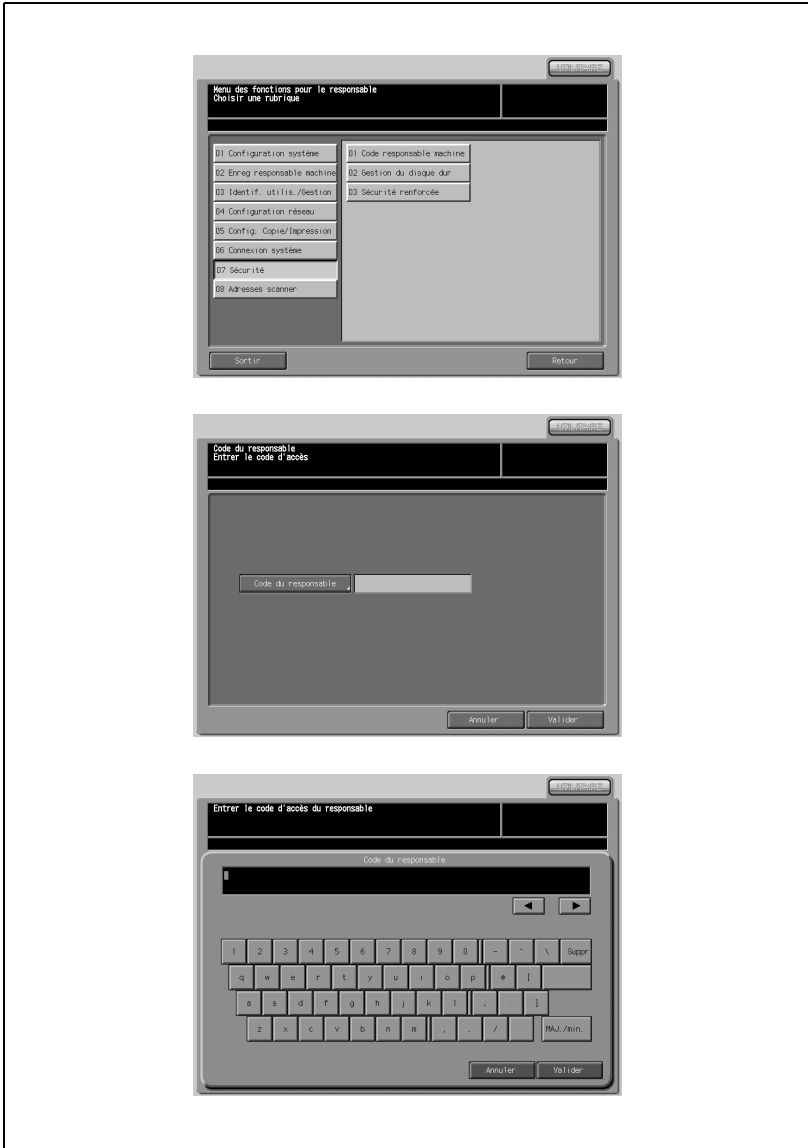 UTILITAIRE
Menu des fonctions pour le responsable
Choisir une rubrique
01 Configuration système
02 Enreg responsable machine
03 Identif. utilis./Gestion
04 Configuration réseau
05 Config. Copie/Impression
06 Connexion système
07 Sécurité
08 Adresses scanner
01 Code responsable machine
02 Gestion du disque dur
03 Sécurité renforcée
Sortir
Retour
UTILITAIRE
Code du responsable
Entrer le code d'accès
Code du responsable
Annuler
Valider
UTILITAIRE
Entrer le code d'accès du responsable
Code du responsable
1 2 3 4 5 6 7 8 9 0 - ^ \ Suppr
q w e r t y u i o p @ [
a s d f g h j k l ; : ]
z x c v b n m , . / MAJ./min.
Annuler
Valider